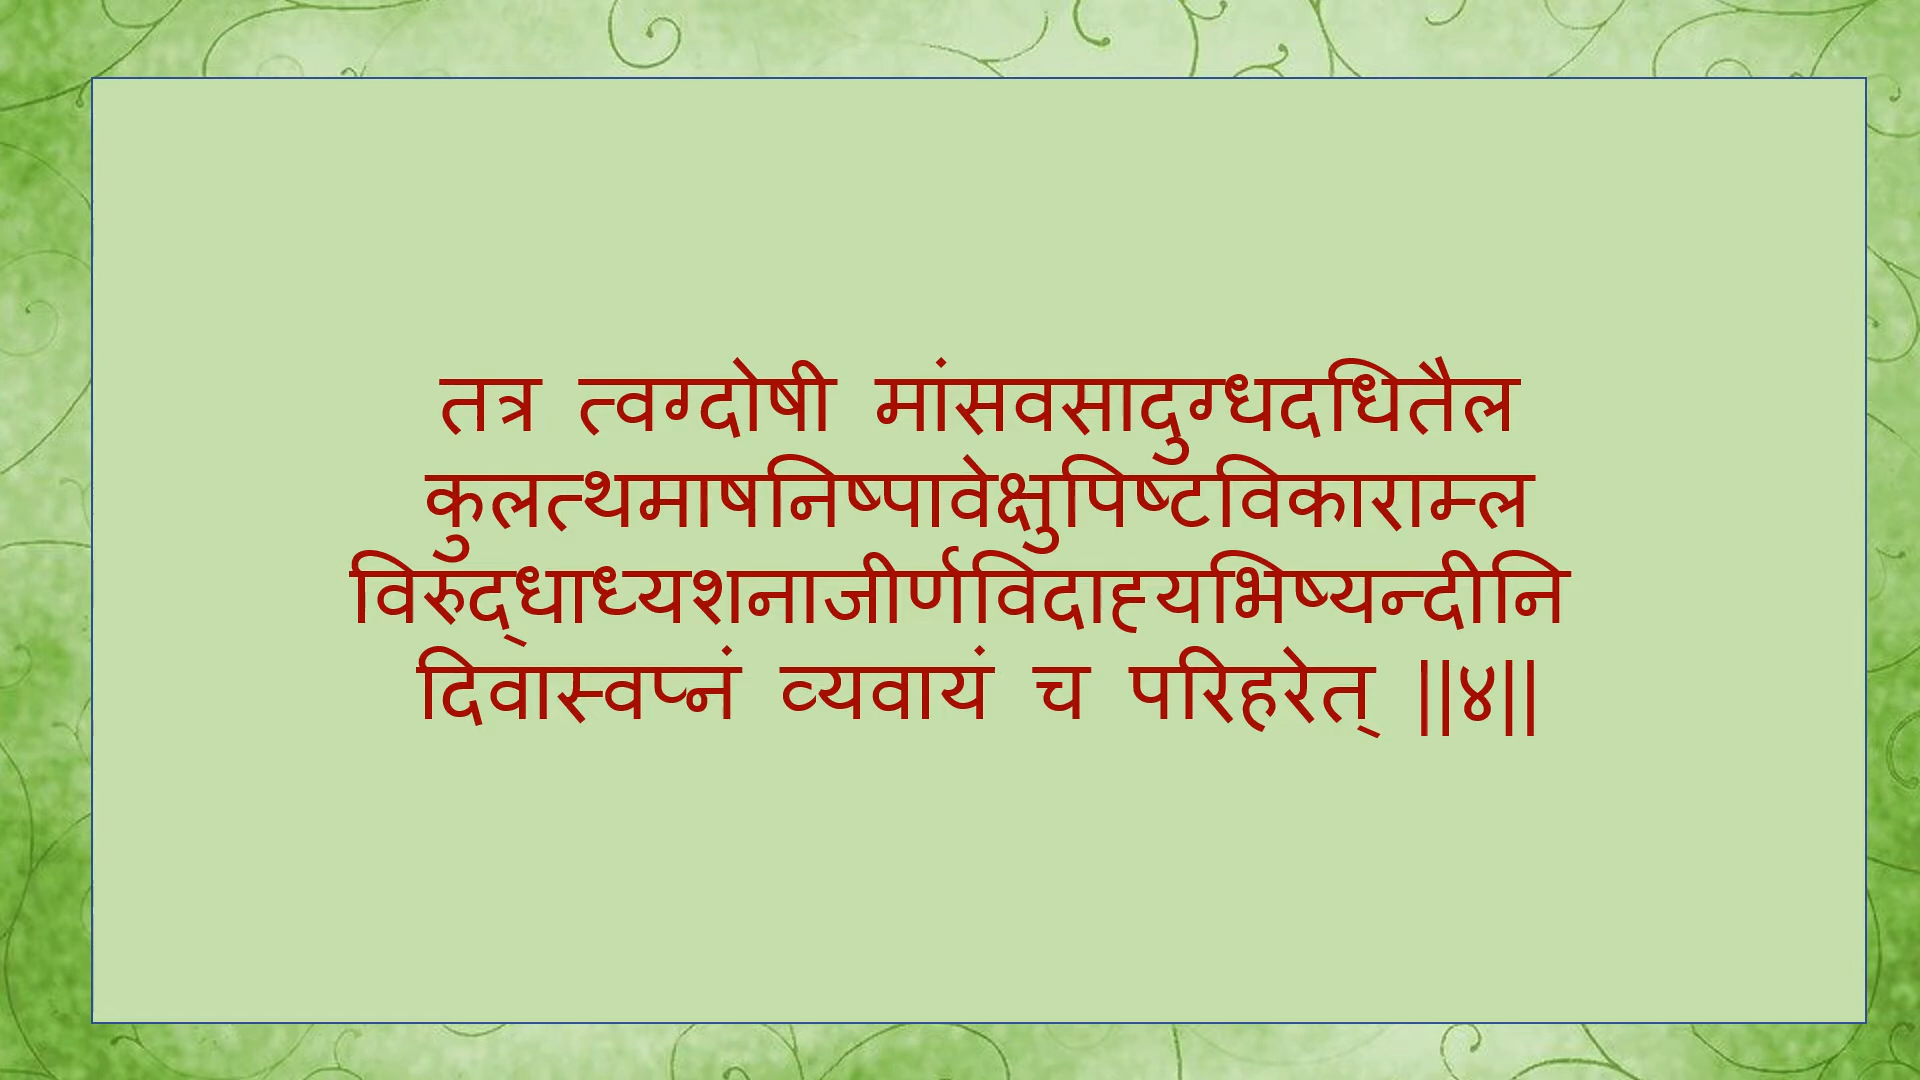 तत्र त्वग्दोषी मांसवसादुग्धदधितैल
कुलत्थमाषनिष्पावेक्षुपिष्टविकाराम्ल
विरुद्धाध्यशनाजीर्णविदाह्यभिष्यन्दीनि
दिवास्वप्नं व्यवायं च परिहरेत् ||४||